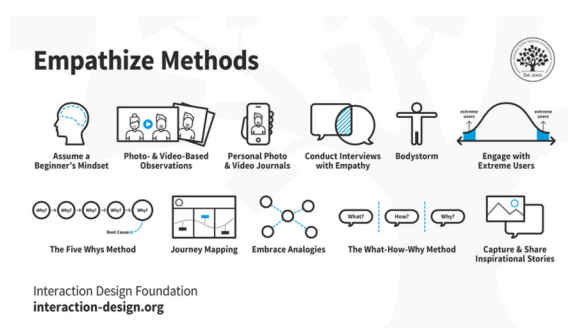 Empathize Methods
Est. 2002
extreme
users
extreme
users
Assume a
Beginner's Mindset
Photo- & Video-Based
Observations
Personal Photo
& Video Journals
Conduct Interviews
with Empathy
Bodystorm
Engage with
Extreme Users
Why? Why? Why? Why? Why?
Root Cause
What? How? Why?
The Five Whys Method
Journey Mapping
Embrace Analogies
The What-How-Why Method
Capture & Share
Inspirational Stories
Interaction Design Foundation
interaction-design.org